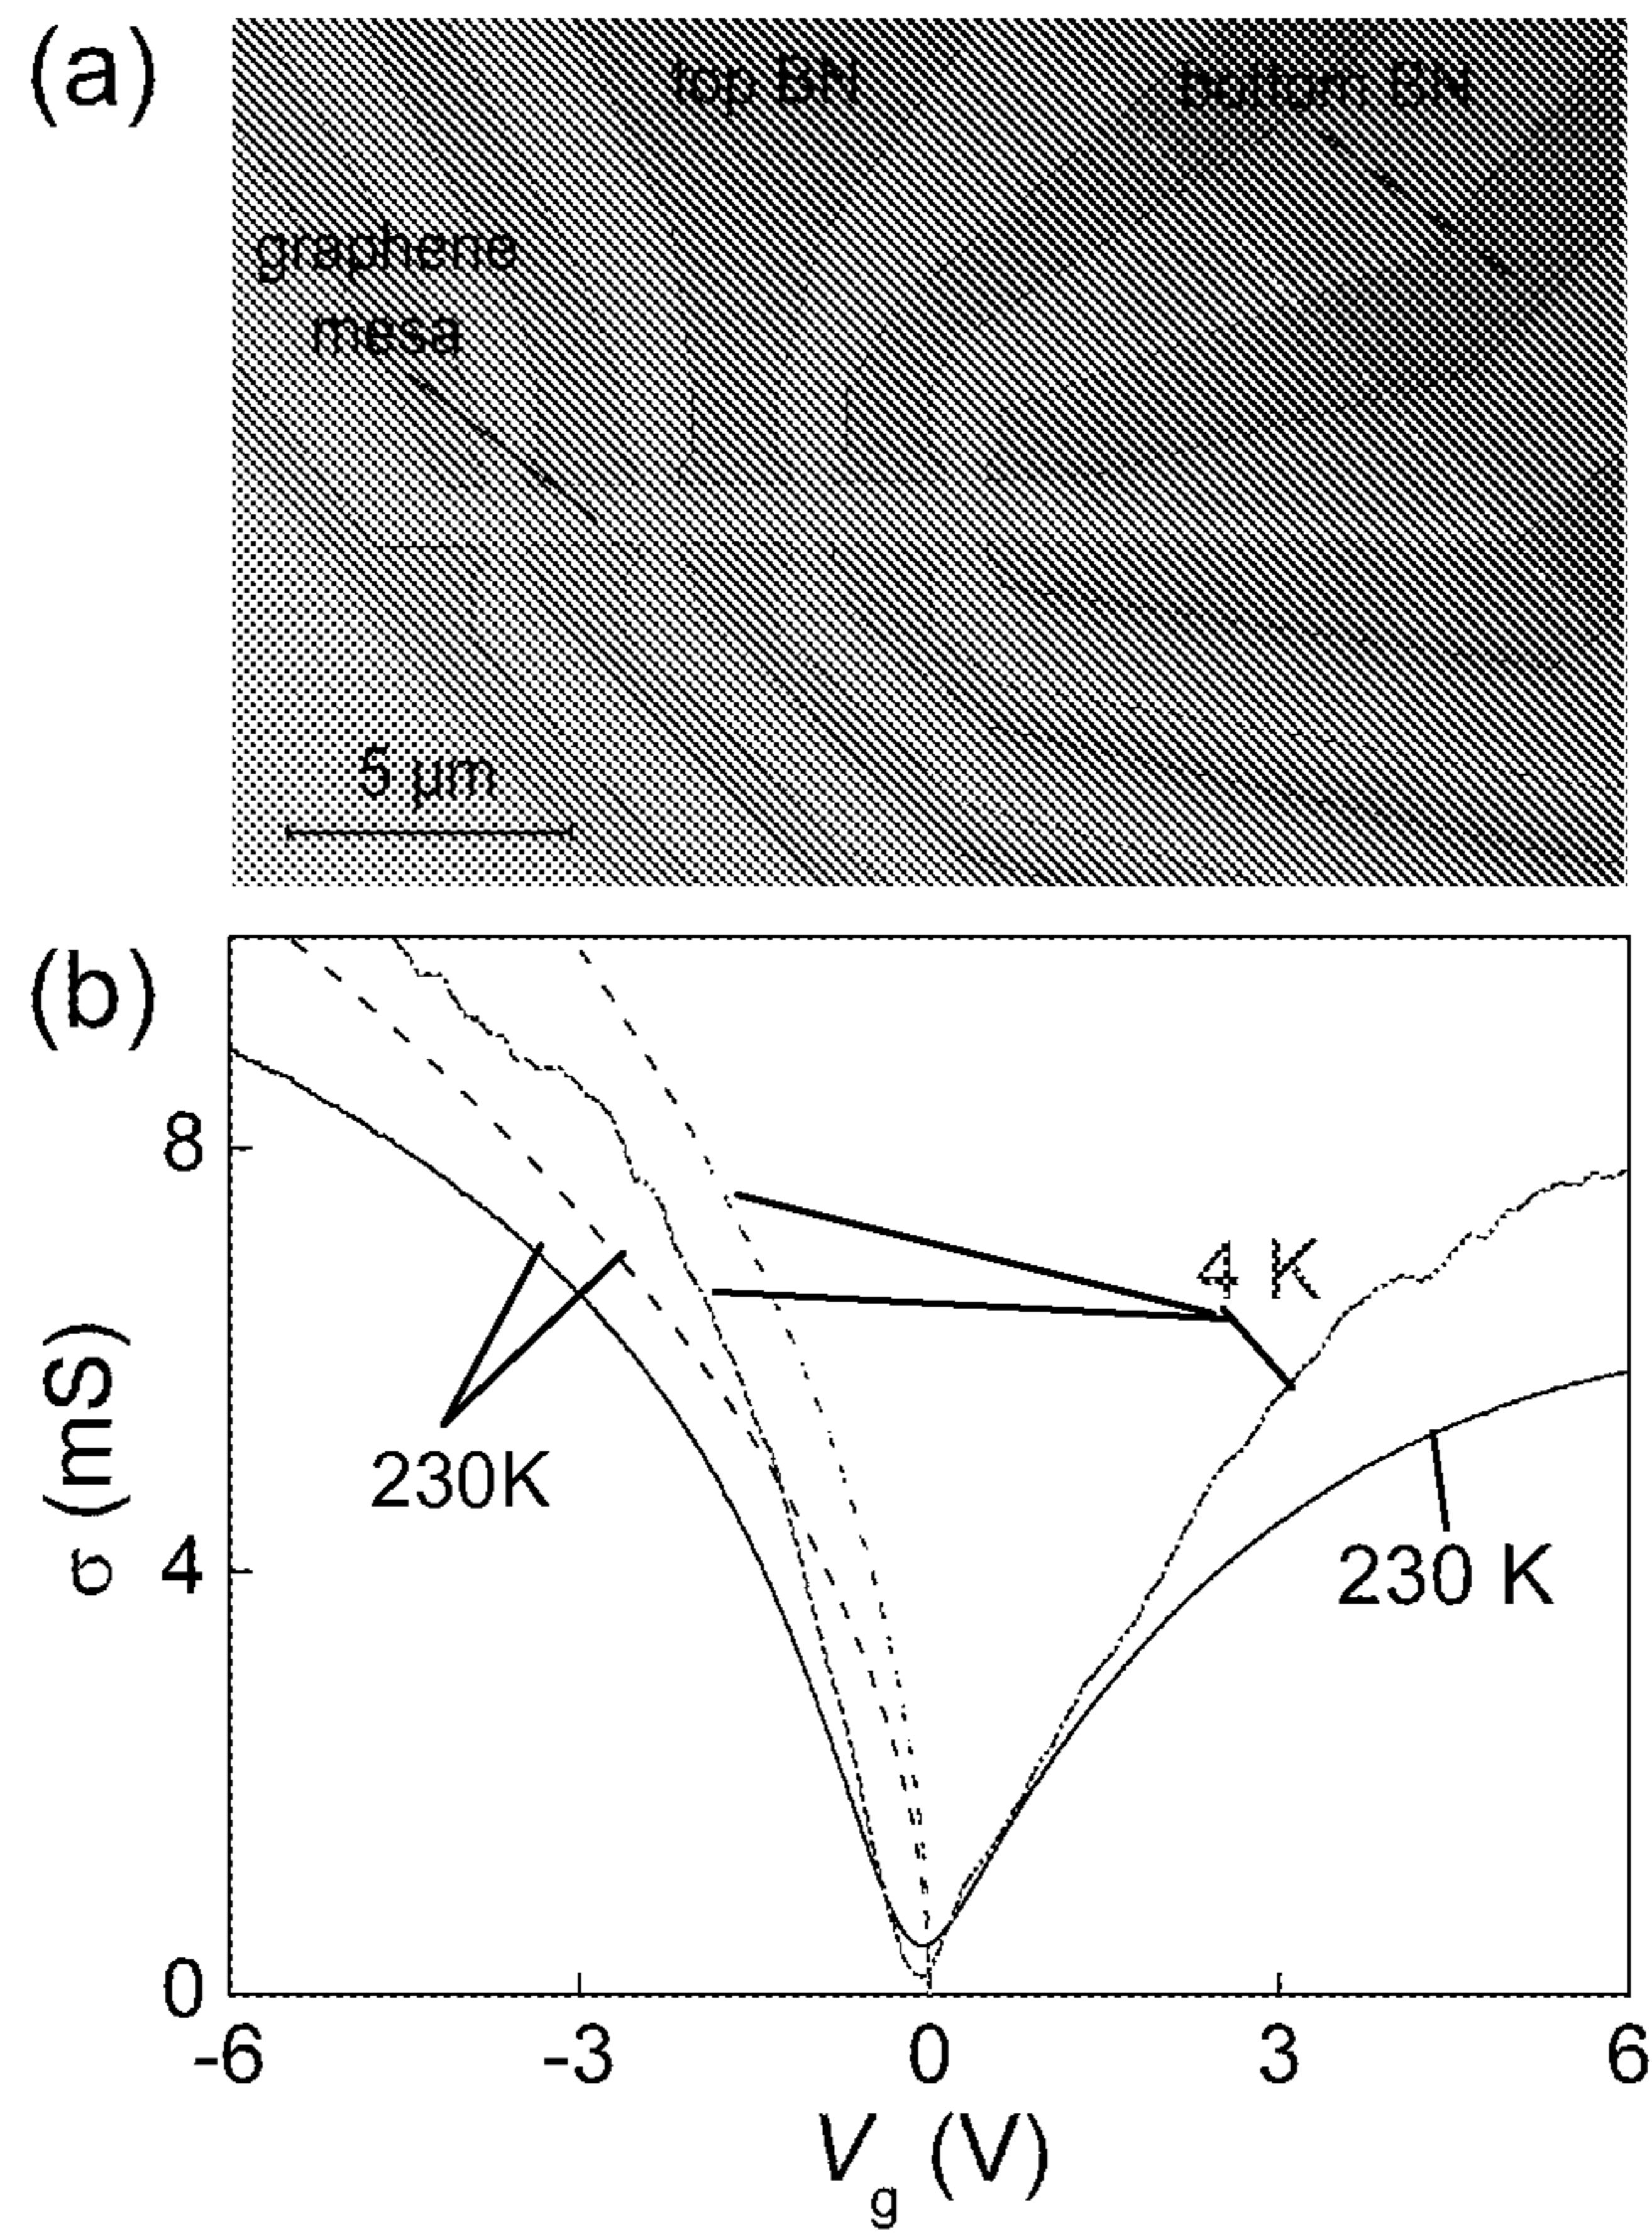 (a)
top BN
bottom BN
graphene
mesa
5 μm
(b)
8
4
0
σ (mS)
4 K
230K
230 K
-6
-3
0
3
6
Vg (V)